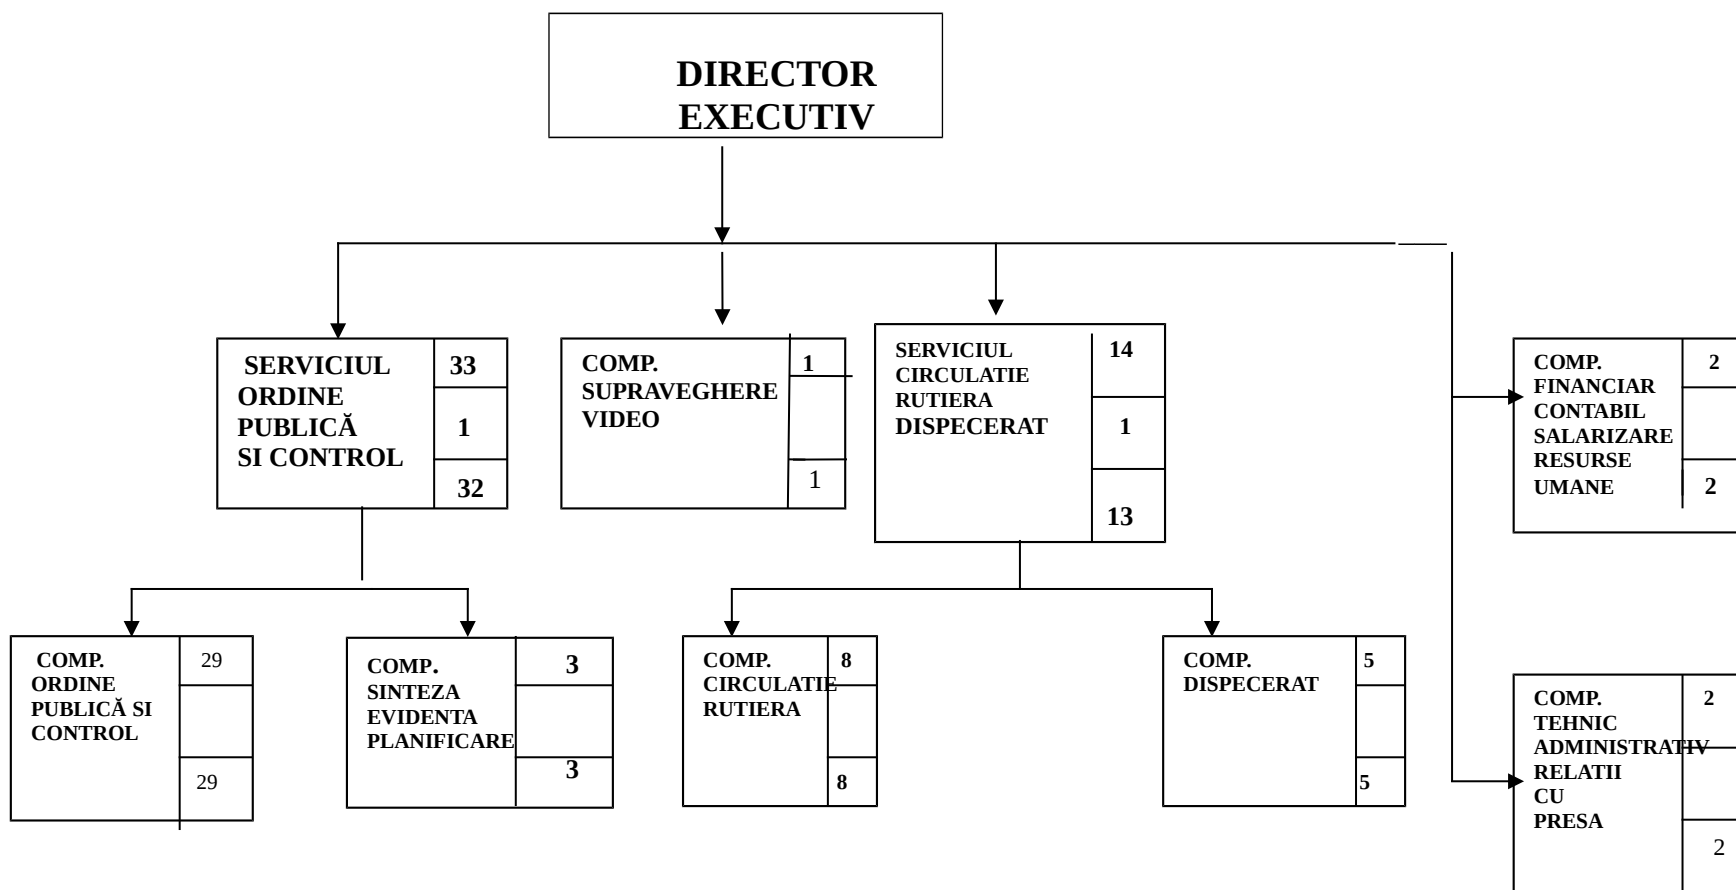 DIRECTOR
EXECUTIV
SERVICIUL
ORDINE
PUBLICĂ
SI CONTROL
33
1
32
COMP.
SUPRAVEGHERE
VIDEO
1
1
SERVICIUL
CIRCULATIE
RUTIERA
DISPECERAT
14
1
13
COMP.
FINANCIAR
CONTABIL
SALARIZARE
RESURSE
UMANE
2
2
COMP.
ORDINE
PUBLICĂ SI
CONTROL
29
29
COMP.
SINTEZA
EVIDENTA
PLANIFICARE
3
3
COMP.
CIRCULATIE
RUTIERA
8
8
COMP.
DISPECERAT
5
5
COMP.
TEHNIC
ADMINISTRATIV
RELATII
CU
PRESA
2
2